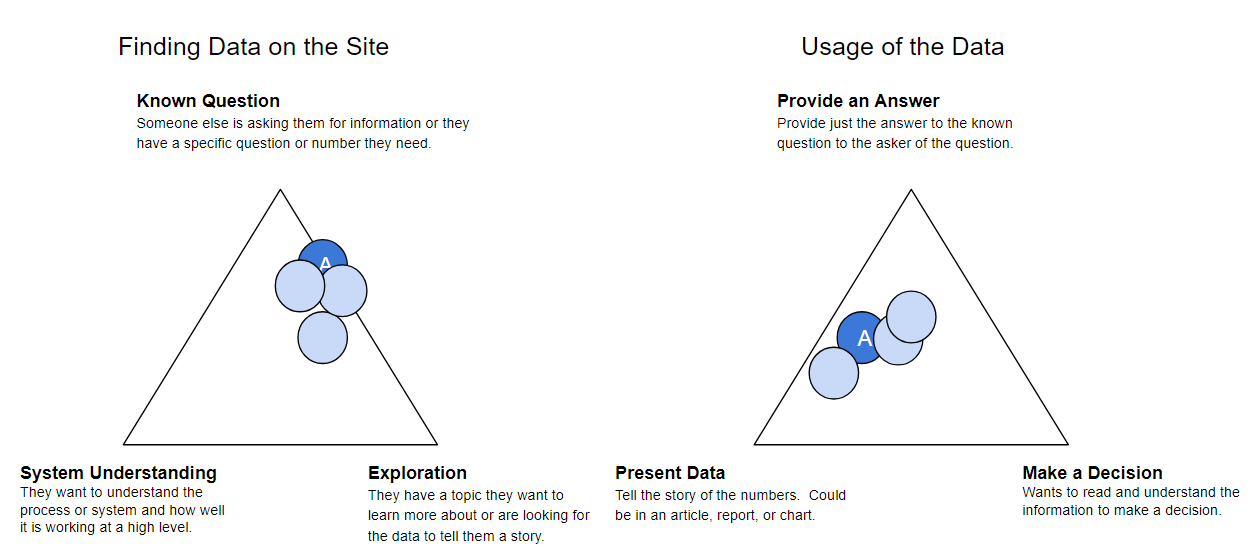 Finding Data on the Site
Known Question
Someone else is asking them for information or they
have a specific question or number they need.
A
System Understanding
They want to understand the
process or system and how well
it is working at a high level.
Exploration
They have a topic they want to
learn more about or are looking for
the data to tell them a story.
Usage of the Data
Provide an Answer
Provide just the answer to the known
question to the asker of the question.
A
Present Data
Tell the story of the numbers.  Could
be in an article, report, or chart.
Make a Decision
Wants to read and understand the
information to make a decision.